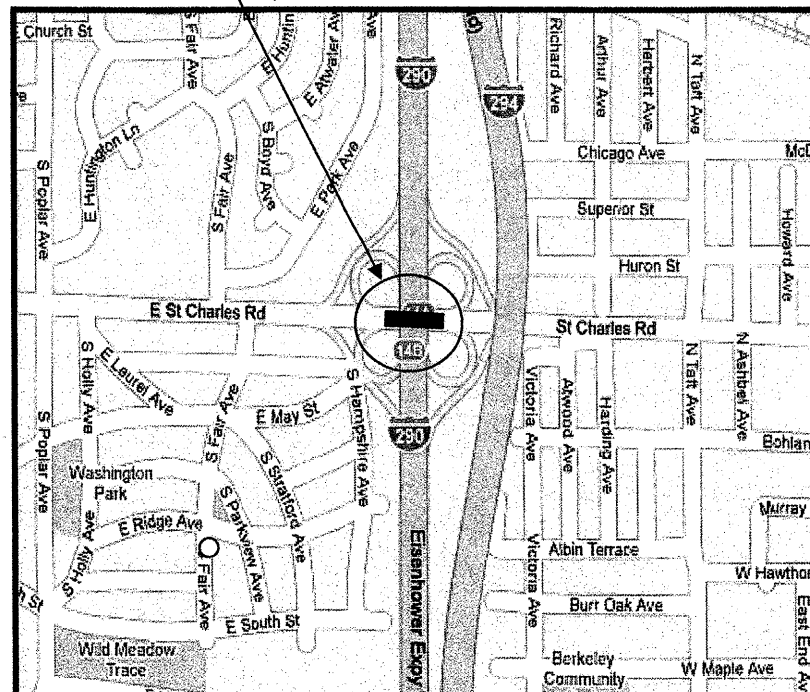 E Church St
S Fair Ave
E Huntin
E Atwater Ave
Ave
290
294
Richard Ave
Arthur Ave
Herbert Ave
N Taft Ave
S Poplar Ave
E Huntington Ln
S Boyd Ave
S Fair Ave
E Park Ave
Chicago Ave
McD
Superior St
Howard Ave
Huron St
E St Charles Rd
St Charles Rd
14B
S Holly Ave
E Laurel Ave
S Hampshire Ave
Victoria Ave
Atwood Ave
Harding Ave
N Taft Ave
N Ashbel Ave
S Poplar Ave
S Fair Ave
E May St
290
Bohlan
Washington
Park
S Stratford Ave
S Parkview Ave
Murray
E Ridge Ave
S Holly Ave
Fair Ave
Eisenhower Expy
Victoria Ave
Albin Terrace
W Hawthor
h St
E South St
Burr Oak Ave
East End Av
Wild Meadow
Trace
Berkeley
Community
W Maple Ave